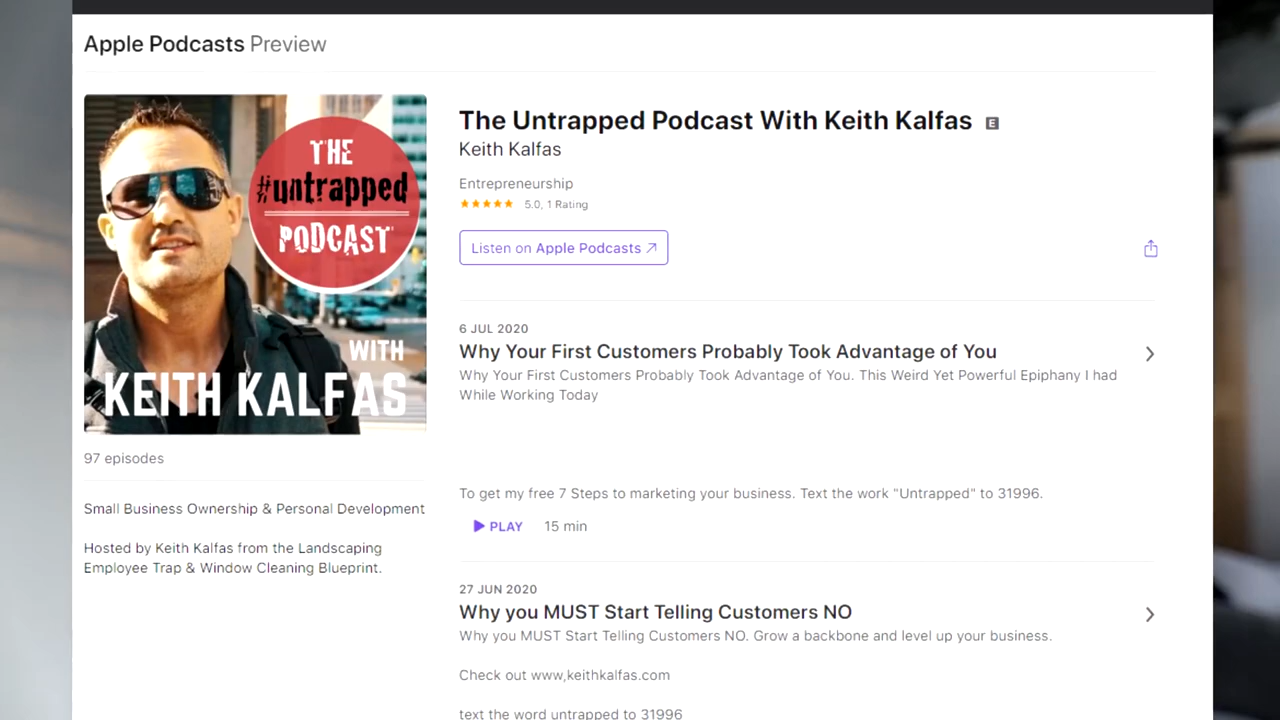 Apple Podcasts Preview
THE
#untrapped
PODCAST
WITH
KEITH KALFAS
97 episodes
Small Business Ownership & Personal Development
Hosted by Keith Kalfas from the Landscaping
Employee Trap & Window Cleaning Blueprint.
The Untrapped Podcast With Keith Kalfas E
Keith Kalfas
Entrepreneurship
5.0, 1 Rating
Listen on Apple Podcasts ↗
6 JUL 2020
Why Your First Customers Probably Took Advantage of You
Why Your First Customers Probably Took Advantage of You. This Weird Yet Powerful Epiphany I had
While Working Today
To get my free 7 Steps to marketing your business. Text the work "Untrapped" to 31996.
PLAY 15 min
27 JUN 2020
Why you MUST Start Telling Customers NO
Why you MUST Start Telling Customers NO. Grow a backbone and level up your business.
Check out www,keithkalfas.com
text the word untrapped to 31996